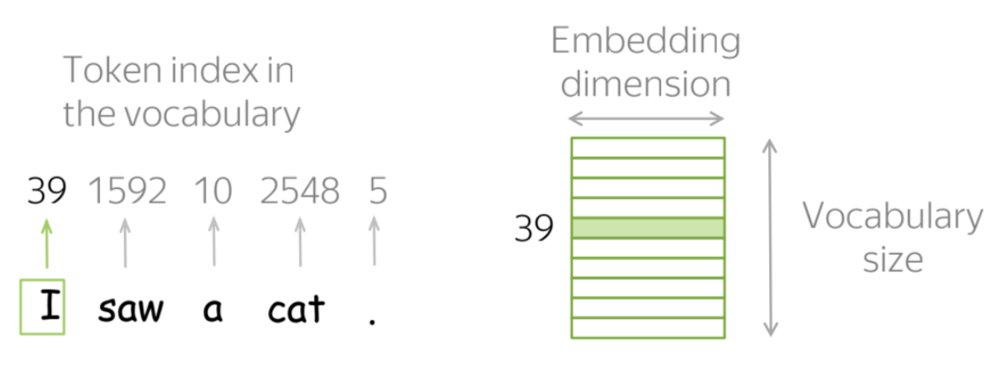 Token index in
the vocabulary
39 1592 10 2548 5
I saw a cat .
Embedding
dimension
39
Vocabulary
size